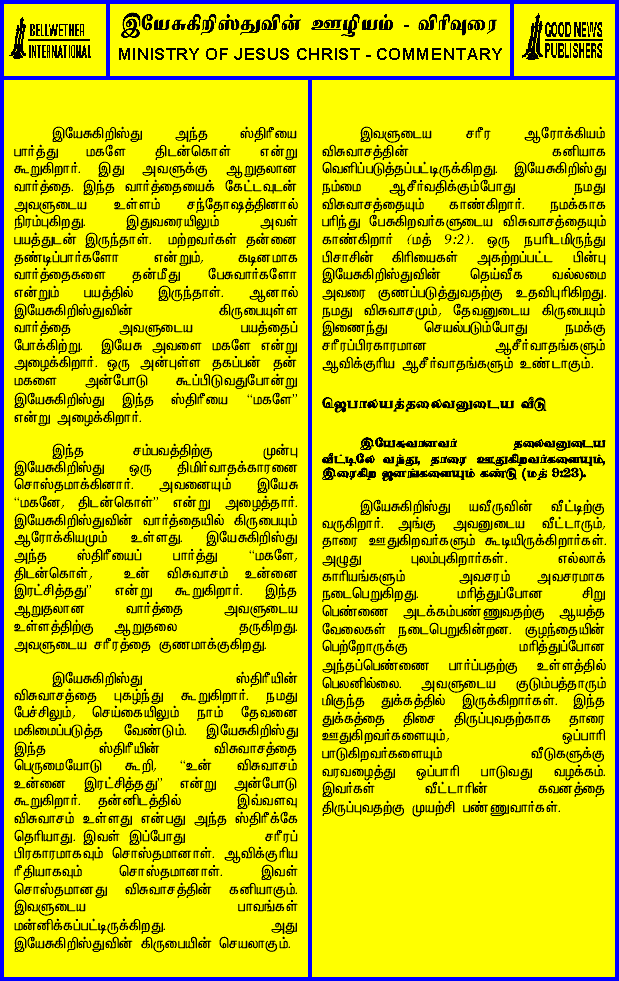 BELLWETHER
INTERNATIONAL
இயேசுகிறிஸ்துவின் ஊழியம் - விரிவுரை
MINISTRY OF JESUS CHRIST - COMMENTARY
GOOD NEWS
PUBLISHERS
இயேசுகிறிஸ்து அந்த ஸ்திரீயை
பார்த்து மகளே திடன்கொள் என்று
கூறுகிறார். இது அவளுக்கு ஆறுதலான
வார்த்தை. இந்த வார்த்தையைக் கேட்டவுடன்
அவளுடைய உள்ளம் சந்தோஷத்தினால்
நிரம்புகிறது. இதுவரையிலும் அவள்
பயத்துடன் இருந்தாள். மற்றவர்கள் தன்னை
தண்டிப்பார்களோ என்றும், கடினமாக
வார்த்தைகளை தன்மீது பேசுவார்களோ
என்றும் பயத்தில் இருந்தாள். ஆனால்
இயேசுகிறிஸ்துவின் கிருபையுள்ள
வார்த்தை அவளுடைய பயத்தைப்
போக்கிற்று. இயேசு அவளை மகளே என்று
அழைக்கிறார். ஒரு அன்புள்ள தகப்பன் தன்
மகளை அன்போடு கூப்பிடுவதுபோன்று
இயேசுகிறிஸ்து இந்த ஸ்திரீயை "மகளே"
என்று அழைக்கிறார்.
இந்த சம்பவத்திற்கு முன்பு
இயேசுகிறிஸ்து ஒரு திமிர்வாதக்காரனை
சொஸ்தமாக்கினார். அவனையும் இயேசு
"மகனே, திடன்கொள்" என்று அழைத்தார்.
இயேசுகிறிஸ்துவின் வார்த்தையில் கிருபையும்
ஆரோக்கியமும் உள்ளது. இயேசுகிறிஸ்து
அந்த ஸ்திரீயைப் பார்த்து "மகளே,
திடன்கொள், உன் விசுவாசம் உன்னை
இரட்சித்தது" என்று கூறுகிறார். இந்த
ஆறுதலான வார்த்தை அவளுடைய
உள்ளத்திற்கு ஆறுதலை தருகிறது.
அவளுடைய சரீரத்தை குணமாக்குகிறது.
இயேசுகிறிஸ்து ஸ்திரீயின்
விசுவாசத்தை புகழ்ந்து கூறுகிறார். நமது
பேச்சிலும், செய்கையிலும் நாம் தேவனை
மகிமைப்படுத்த வேண்டும். இயேசுகிறிஸ்து
இந்த ஸ்திரீயின் விசுவாசத்தை
பெருமையோடு கூறி, "உன் விசுவாசம்
உன்னை இரட்சித்தது" என்று அன்போடு
கூறுகிறார். தன்னிடத்தில் இவ்வளவு
விசுவாசம் உள்ளது என்பது அந்த ஸ்திரீக்கே
தெரியாது. இவள் இப்போது சரீரப்
பிரகாரமாகவும் சொஸ்தமானாள். ஆவிக்குரிய
ரீதியாகவும் சொஸ்தமானாள். இவள்
சொஸ்தமானது விசுவாசத்தின் கனியாகும்.
இவளுடைய பாவங்கள்
மன்னிக்கப்பட்டிருக்கிறது. அது
இயேசுகிறிஸ்துவின் கிருபையின் செயலாகும்.
இவளுடைய சரீர ஆரோக்கியம்
விசுவாசத்தின் கனியாக
வெளிப்படுத்தப்பட்டிருக்கிறது. இயேசுகிறிஸ்து
நம்மை ஆசீர்வதிக்கும்போது நமது
விசுவாசத்தையும் காண்கிறார். நமக்காக
பரிந்து பேசுகிறவர்களுடைய விசுவாசத்தையும்
காண்கிறார் (மத் 9:2). ஒரு நபரிடமிருந்து
பிசாசின் கிரியைகள் அகற்றப்பட்ட பின்பு
இயேசுகிறிஸ்துவின் தெய்வீக வல்லமை
அவரை குணப்படுத்துவதற்கு உதவிபுரிகிறது.
நமது விசுவாசமும், தேவனுடைய கிருபையும்
இணைந்து செயல்படும்போது நமக்கு
சரீரப்பிரகாரமான ஆசீர்வாதங்களும்
ஆவிக்குரிய ஆசீர்வாதங்களும் உண்டாகும்.
ஜெபாலயத்தலைவனுடைய வீடு
இயேசுவானவர் தலைவனுடைய
வீட்டிலே வந்து, தாரை ஊதுகிறவர்களையும்,
இரைகிற ஜனங்களையும் கண்டு (மத் 9:23).
இயேசுகிறிஸ்து யவீருவின் வீட்டிற்கு
வருகிறார். அங்கு அவனுடைய வீட்டாரும்,
தாரை ஊதுகிறவர்களும் கூடியிருக்கிறார்கள்.
அழுது புலம்புகிறார்கள். எல்லாக்
காரியங்களும் அவசரம் அவசரமாக
நடைபெறுகிறது. மரித்துப்போன சிறு
பெண்ணை அடக்கம்பண்ணுவதற்கு ஆயத்த
வேலைகள் நடைபெறுகின்றன. குழந்தையின்
பெற்றோருக்கு மரித்துப்போன
அந்தப்பெண்ணை பார்ப்பதற்கு உள்ளத்தில்
பெலனில்லை. அவளுடைய குடும்பத்தாரும்
மிகுந்த துக்கத்தில் இருக்கிறார்கள். இந்த
துக்கத்தை திசை திருப்புவதற்காக தாரை
ஊதுகிறவர்களையும், ஒப்பாரி
பாடுகிறவர்களையும் வீடுகளுக்கு
வரவழைத்து ஒப்பாரி பாடுவது வழக்கம்.
இவர்கள் வீட்டாரின் கவனத்தை
திருப்புவதற்கு முயற்சி பண்ணுவார்கள்.